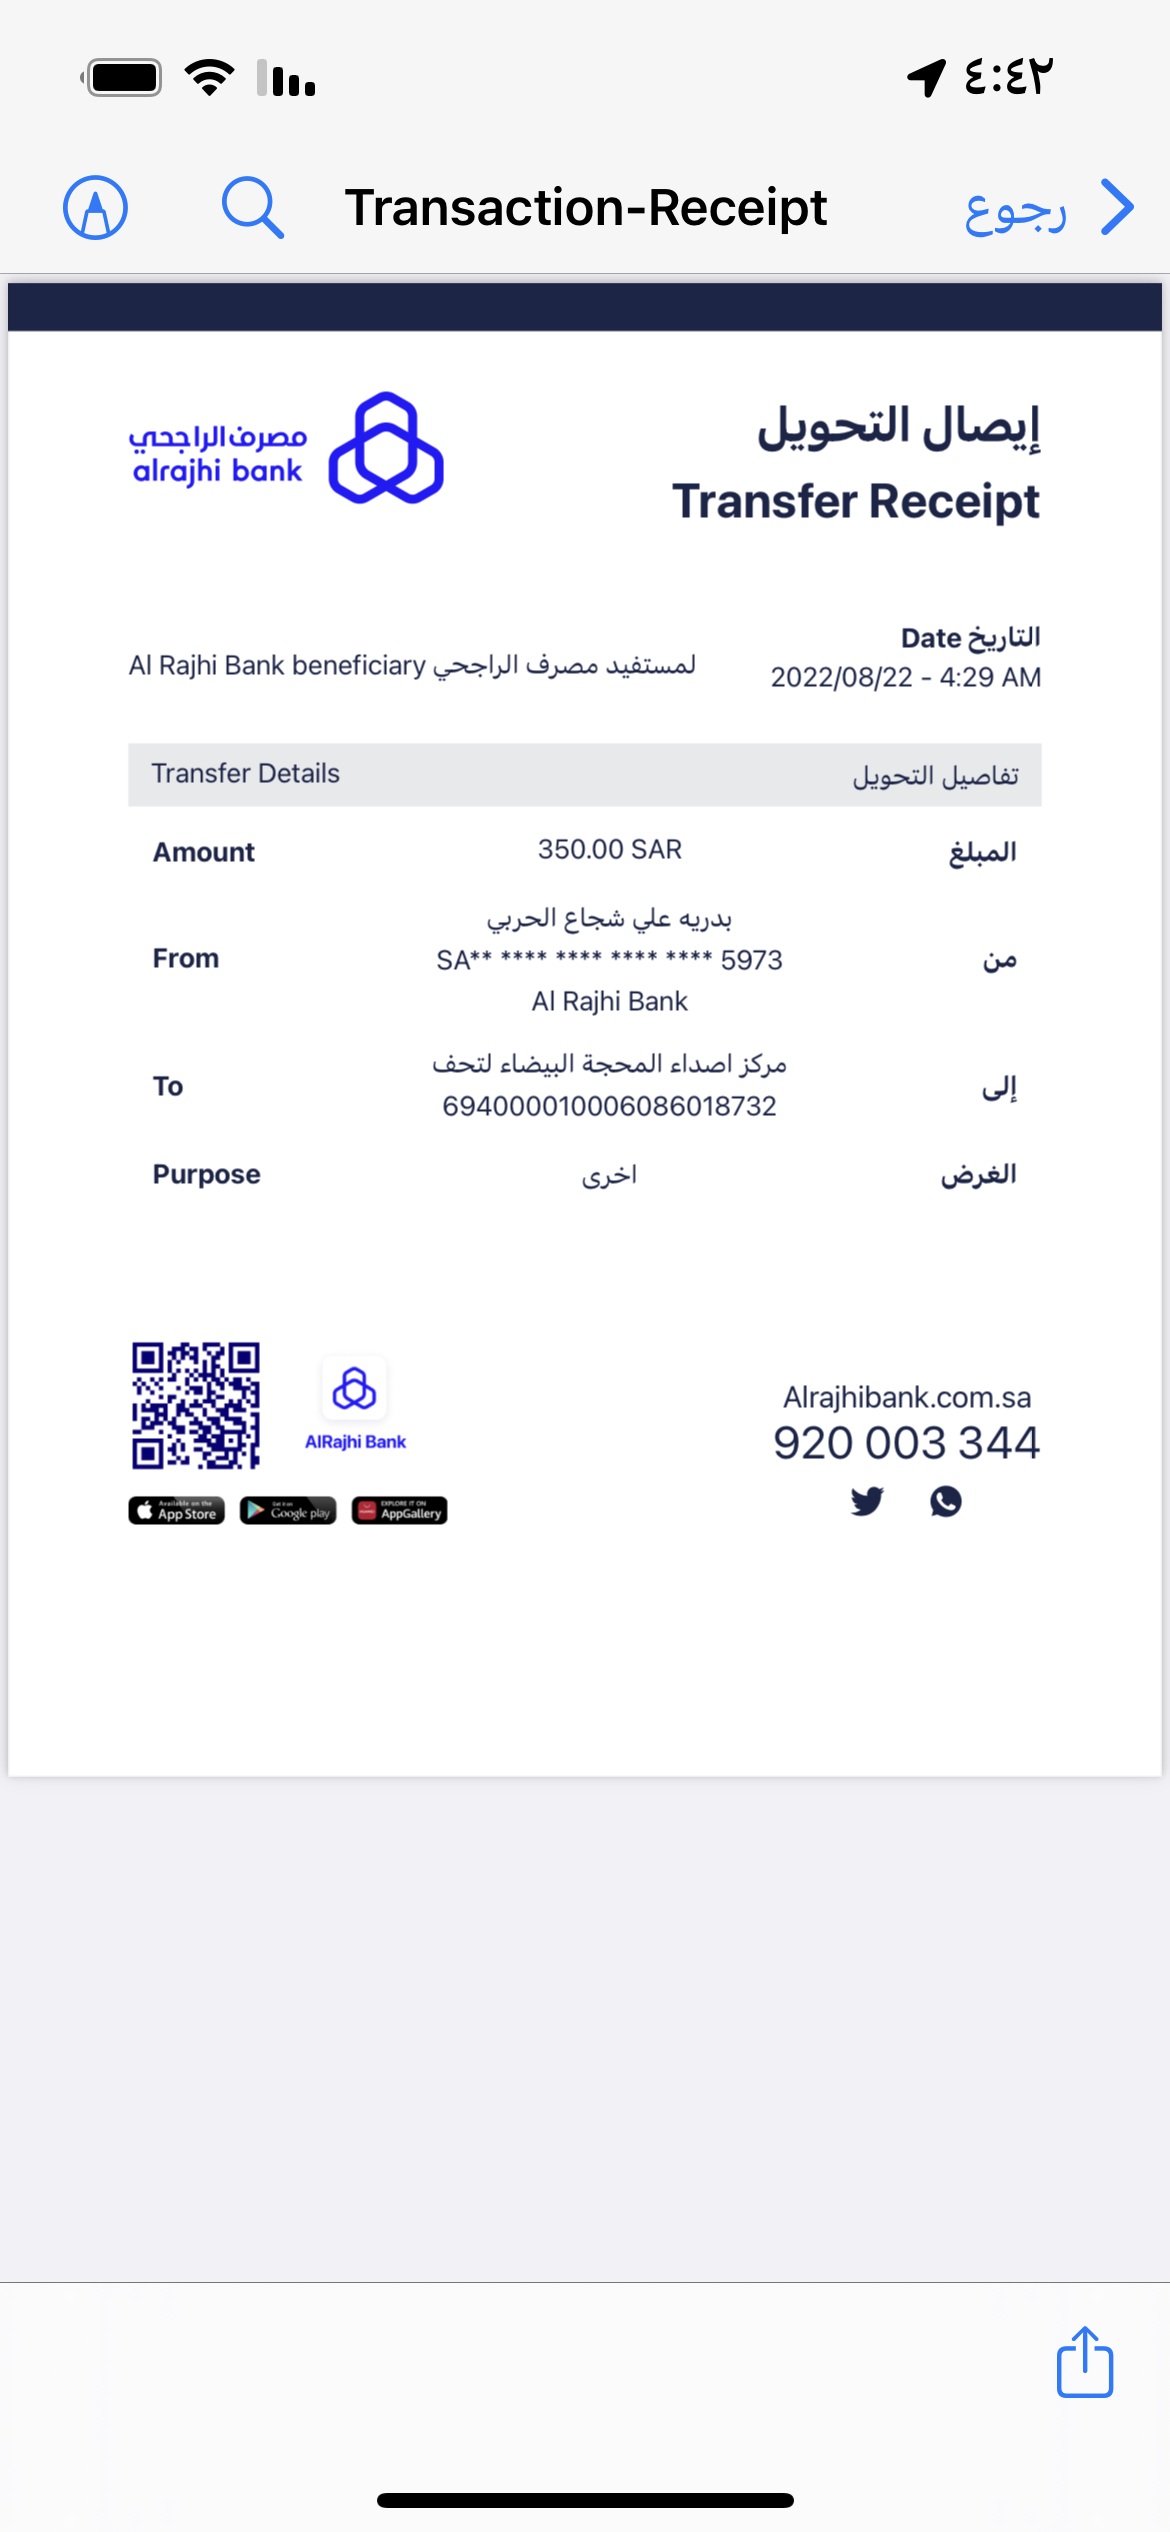 ٤:٤٢
Transaction-Receipt
رجوع
مصرف الراجحي
alrajhi bank
إيصال التحويل
Transfer Receipt
التاريخ Date
2022/08/22 - 4:29 AM
لمستفيد مصرف الراجحي Al Rajhi Bank beneficiary
Transfer Details تفاصيل التحويل
Amount 350.00 SAR المبلغ
بدريه علي شجاع الحربي
From SA** **** **** **** **** 5973 من
Al Rajhi Bank
مركز اصداء المحجة البيضاء لتحف
To إلى
694000010006086018732
Purpose اخرى الغرض
AlRajhi Bank
Available on the
App Store
Get it on
Google play
EXPLORE IT ON
AppGallery
Alrajhibank.com.sa
920 003 344